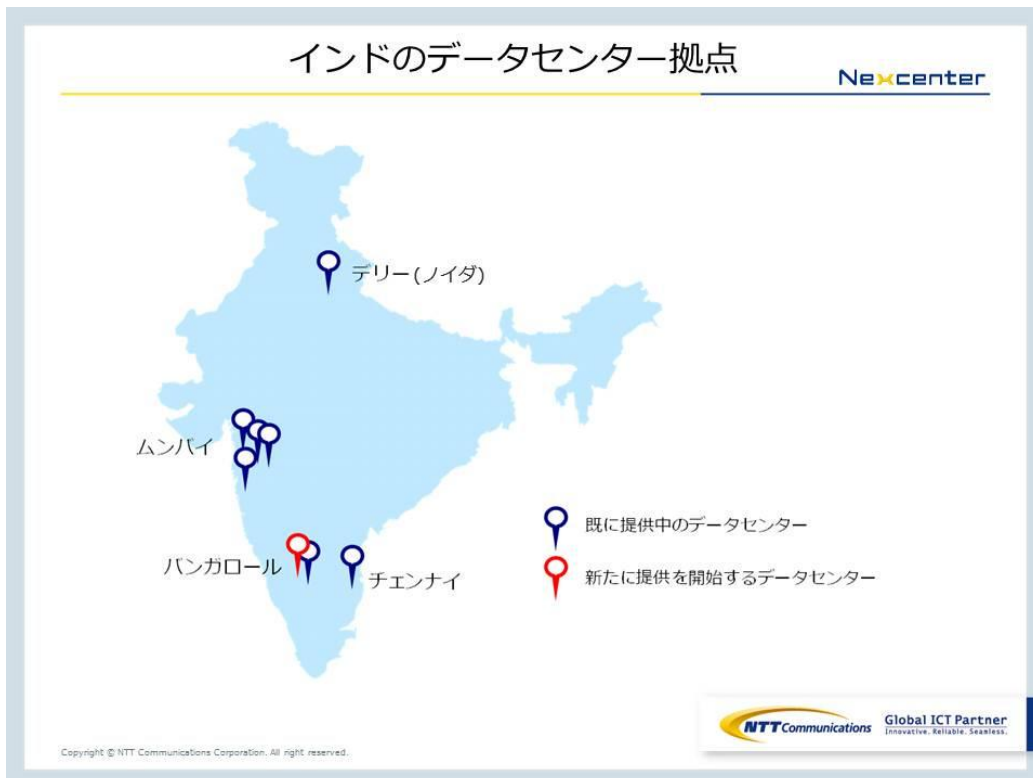 インドのデータセンター拠点
Nexcenter
デリー(ノイダ)
ムンバイ
既に提供中のデータセンター
バンガロール
チェンナイ
新たに提供を開始するデータセンター
NTT Communications
Global ICT Partner
Innovative. Reliable. Seamless.
Copyright © NTT Communications Corporation. All right reserved.